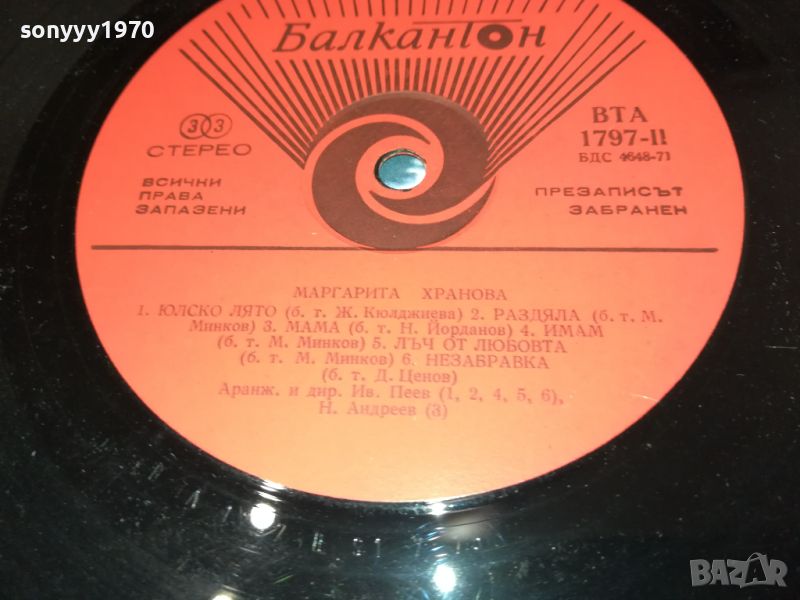 sonyyy1970
Балкантон
33
СТЕРЕО
ВСИЧКИ
ПРАВА
ЗАПАЗЕНИ
ВТА
1797-II
БДС 4648-71
ПРЕЗАПИСЪТ
ЗАБРАНЕН
МАРГАРИТА ХРАНОВА
1. ЮЛСКО ЛЯТО (б. т. Ж. Кюлджиева) 2. РАЗДЯЛА (б. т. М.
Минков) 3. МАМА (б. т. Н. Йорданов) 4. ИМАМ
(б. т. М. Минков) 5. ЛЪЧ ОТ ЛЮБОВТА
(б. т. М. Минков) 6. НЕЗАБРАВКА
(б. т. Д. Ценов)
Аранж. и дир. Ив. Пеев (1, 2, 4, 5, 6),
Н. Андреев (3)
BAZAR